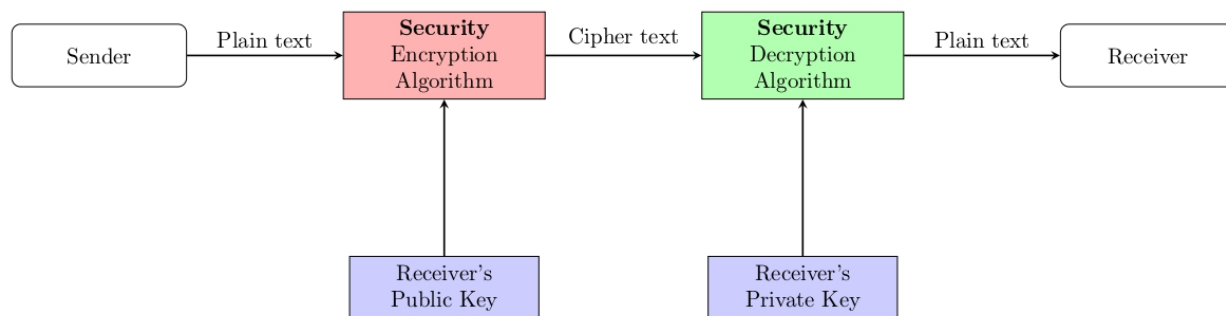 Sender
Plain text
Security
Encryption
Algorithm
Cipher text
Security
Decryption
Algorithm
Plain text
Receiver
Receiver's
Public Key
Receiver's
Private Key